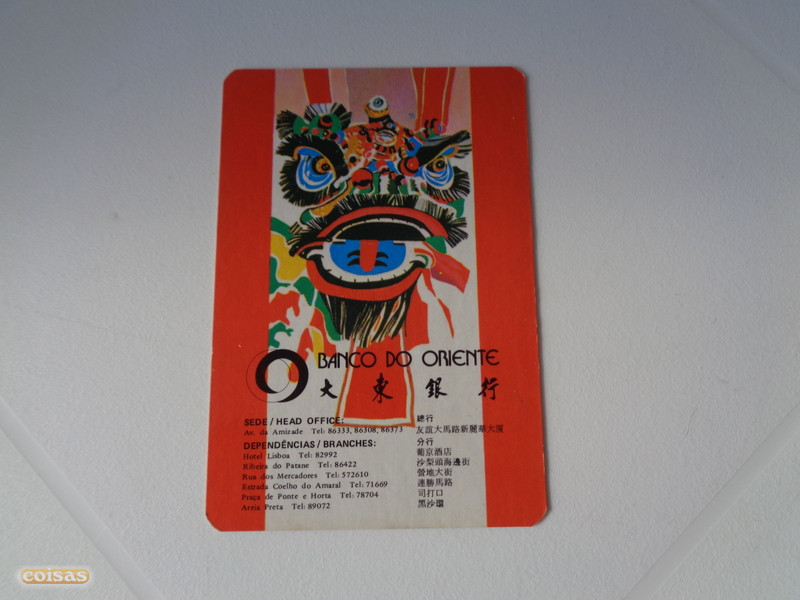 BANCO DO ORIENTE
大東銀行
SEDE / HEAD OFFICE: 總行
Av. da Amizade Tel: 86333, 86308, 86373 友誼大馬路新麗華大廈
DEPENDÊNCIAS / BRANCHES: 分行
Hotel Lisboa Tel: 82992 葡京酒店
Ribeira do Patane Tel: 86422 沙梨頭海邊街
Rua dos Mercadores Tel: 572610 營地大街
Estrada Coelho do Amaral Tel: 71669 連勝馬路
Praça de Ponte e Horta Tel: 78704 司打口
Areia Preta Tel: 89072 黑沙環
coisas